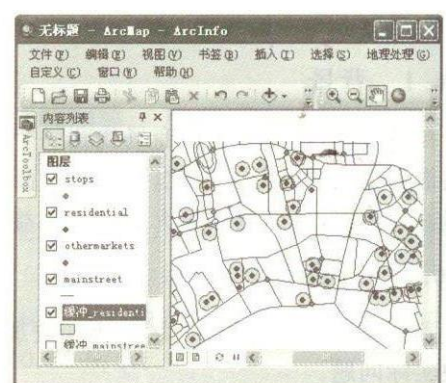 无标题 - ArcMap - ArcInfo
文件(F) 编辑(E) 视图(V) 书签(B) 插入(I) 选择(S) 地理处理(G)
自定义(C) 窗口(W) 帮助(H)
内容列表
ArcToolbox
图层
stops
residential
othermarkets
mainstreet
缓冲_residenti
缓冲_mainstree